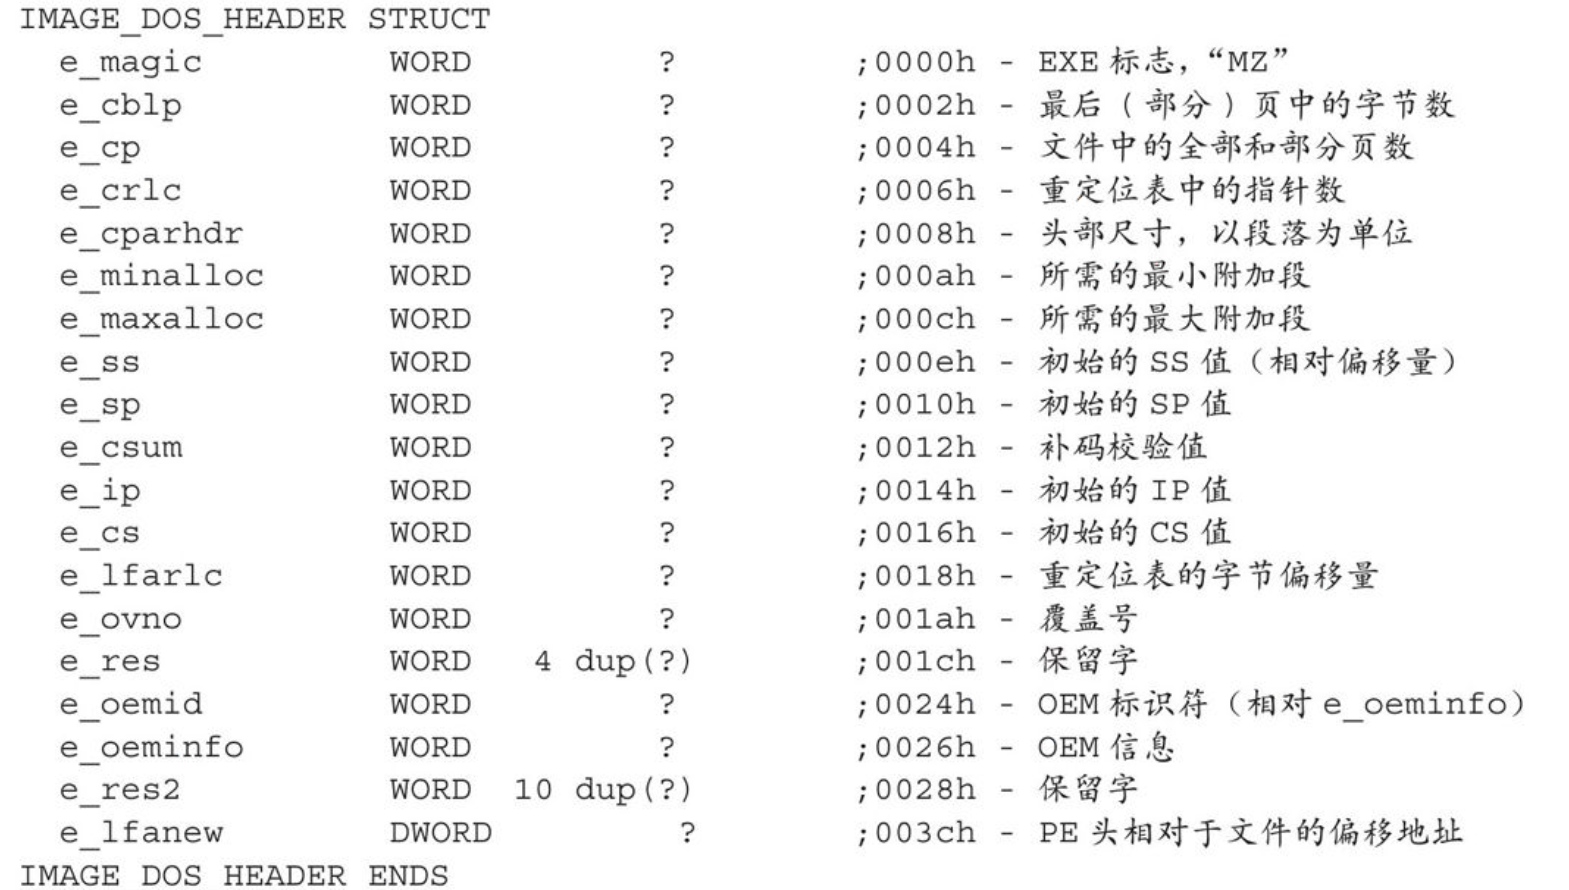 IMAGE_DOS_HEADER STRUCT
e_magic WORD ? ;0000h - EXE 标志，“MZ”
e_cblp WORD ? ;0002h - 最后（部分）页中的字节数
e_cp WORD ? ;0004h - 文件中的全部和部分页数
e_crlc WORD ? ;0006h - 重定位表中的指针数
e_cparhdr WORD ? ;0008h - 头部尺寸，以段落为单位
e_minalloc WORD ? ;000ah - 所需的最小附加段
e_maxalloc WORD ? ;000ch - 所需的最大附加段
e_ss WORD ? ;000eh - 初始的 SS 值（相对偏移量）
e_sp WORD ? ;0010h - 初始的 SP 值
e_csum WORD ? ;0012h - 补码校验值
e_ip WORD ? ;0014h - 初始的 IP 值
e_cs WORD ? ;0016h - 初始的 CS 值
e_lfarlc WORD ? ;0018h - 重定位表的字节偏移量
e_ovno WORD ? ;001ah - 覆盖号
e_res WORD 4 dup(?) ;001ch - 保留字
e_oemid WORD ? ;0024h - OEM 标识符（相对 e_oeminfo）
e_oeminfo WORD ? ;0026h - OEM 信息
e_res2 WORD 10 dup(?) ;0028h - 保留字
e_lfanew DWORD ? ;003ch - PE 头相对于文件的偏移地址
IMAGE_DOS_HEADER ENDS